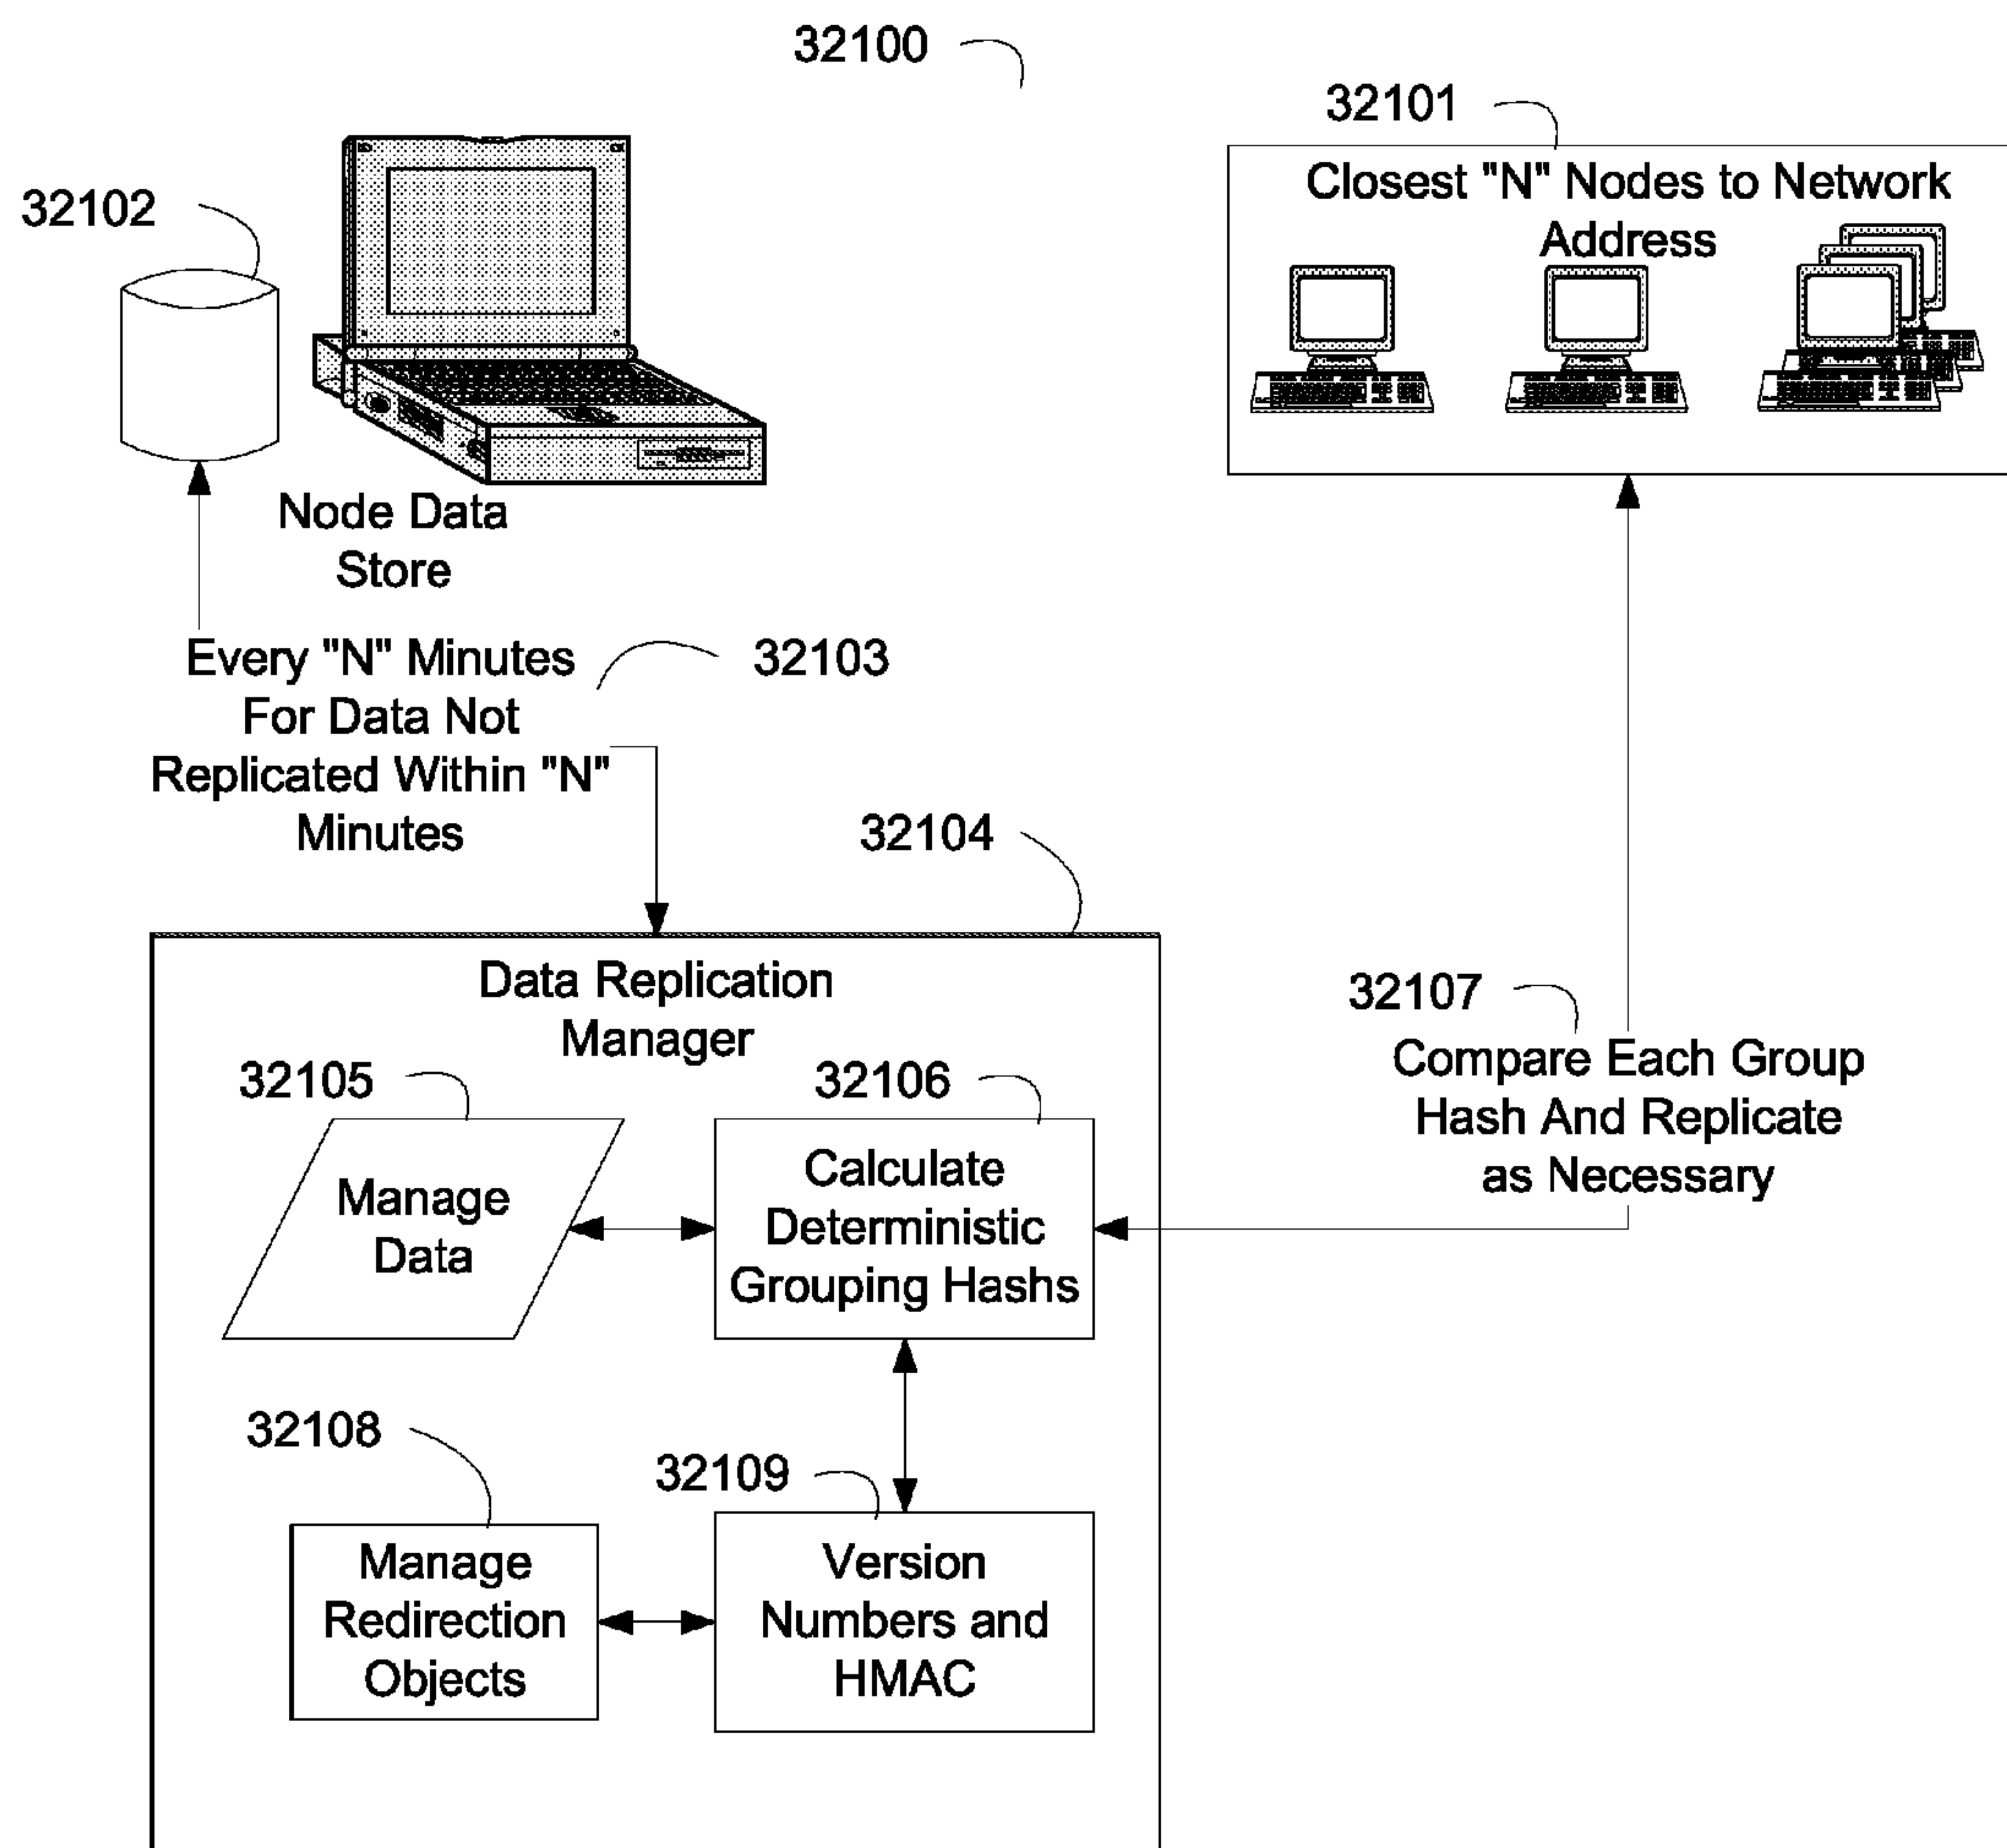 32100
32101
Closest "N" Nodes to Network
Address
32102
Node Data
Store
Every "N" Minutes
For Data Not
Replicated Within "N"
Minutes
32103
32104
Data Replication
Manager
32105
Manage
Data
32106
Calculate
Deterministic
Grouping Hashs
32107
Compare Each Group
Hash And Replicate
as Necessary
32108
Manage
Redirection
Objects
32109
Version
Numbers and
HMAC